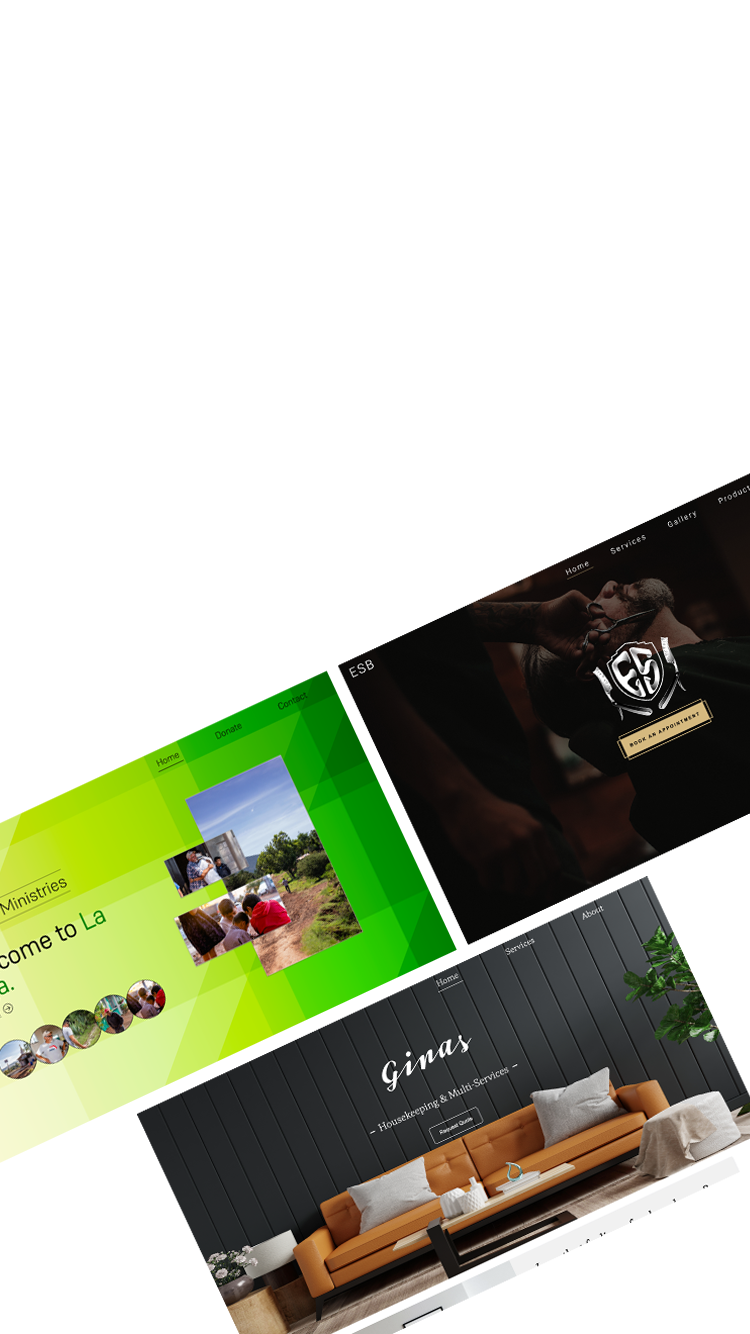 Home
Services
Gallery
Product
ESB
ES
BOOK AN APPOINTMENT
Home
Donate
Contact
Ministries
come to La
a.
Home
Services
About
Ginas
– Housekeeping & Multi-Services –
Request Quote